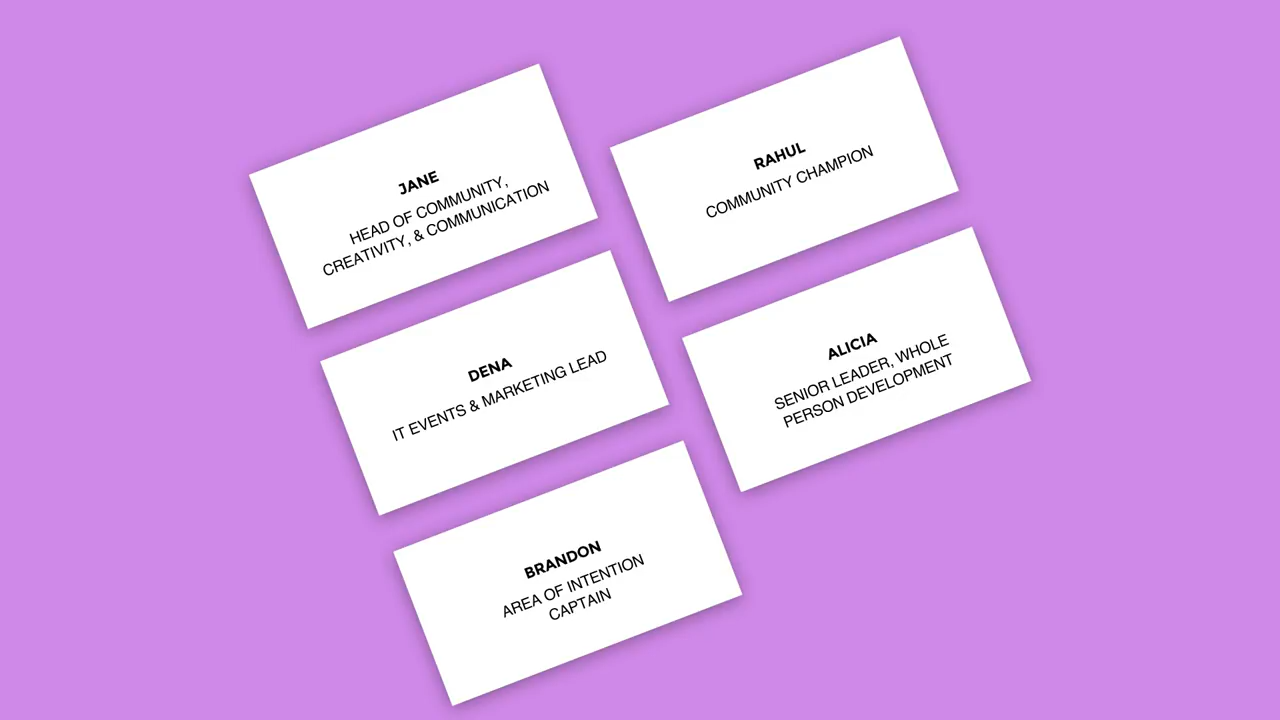 JANE
HEAD OF COMMUNITY,
CREATIVITY, & COMMUNICATION
RAHUL
COMMUNITY CHAMPION
DENA
IT EVENTS & MARKETING LEAD
ALICIA
SENIOR LEADER, WHOLE
PERSON DEVELOPMENT
BRANDON
AREA OF INTENTION
CAPTAIN